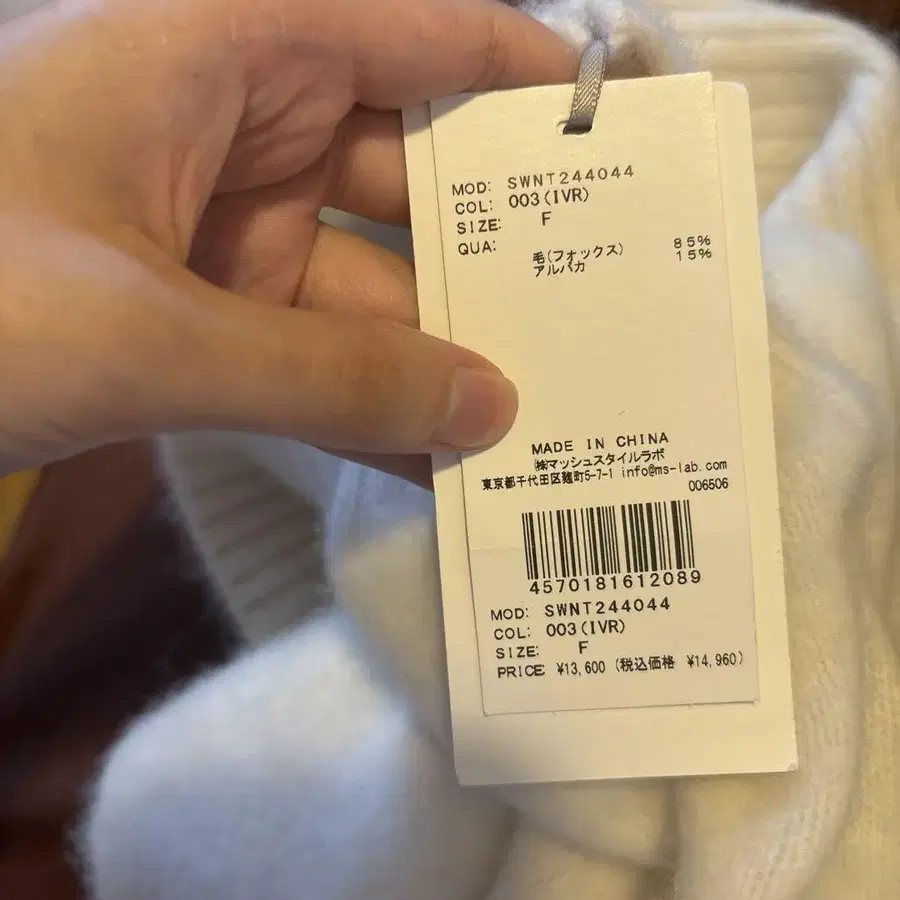 MOD: SWNT244044
COL: 003(IVR)
SIZE: F
QUA: 毛(フォックス) 85%
アルパカ 15%
MADE IN CHINA
㈱マッシュスタイルラボ
東京都千代田区麹町5-7-1 info@ms-lab.com
006506
4570181612089
MOD: SWNT244044
COL: 003(IVR)
SIZE: F
PRICE: ¥13,600 (税込価格 ¥14,960)